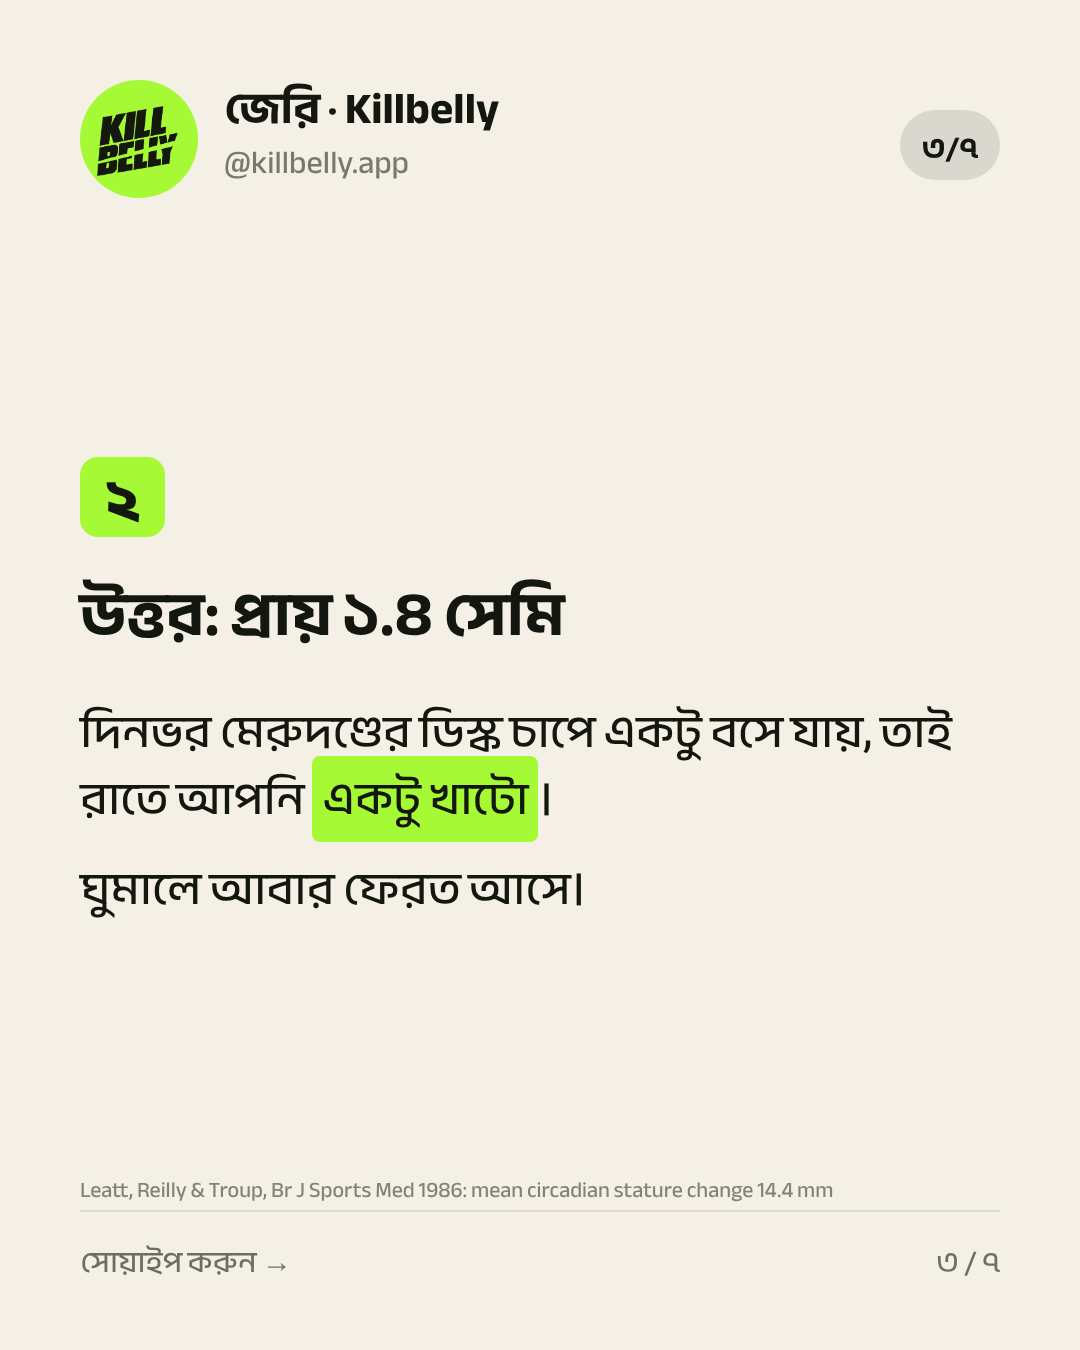 KILL
BELLY
জেরি · Killbelly
@killbelly.app
৩/৭
২
উত্তর: প্রায় ১.৪ সেমি
দিনভর মেরুদণ্ডের ডিস্ক চাপে একটু বসে যায়, তাই
রাতে আপনি একটু খাটো।
ঘুমালে আবার ফেরত আসে।
Leatt, Reilly & Troup, Br J Sports Med 1986: mean circadian stature change 14.4 mm
সোয়াইপ করুন →
৩ / ৭